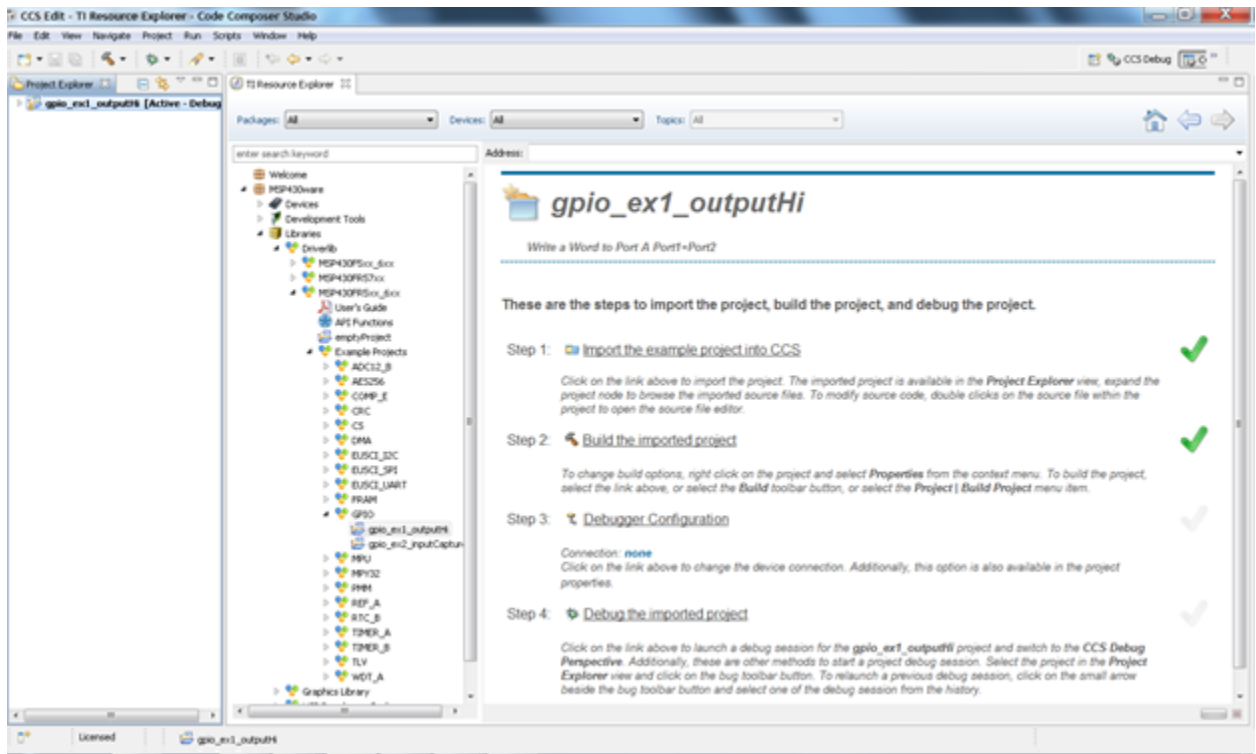 CCS Edit - TI Resource Explorer - Code Composer Studio
File Edit View Navigate Project Run Scripts Window Help
CCS Debug
Project Explorer
TI Resource Explorer
gpio_ex1_outputHi [Active - Debug
Packages: All
Devices: All
Topics: All
enter search keyword
Address:
Welcome
MSP430ware
Devices
Development Tools
Libraries
Driverlib
MSP430F5xx_6xx
MSP430FR57xx
MSP430FR5xx_6xx
User's Guide
API Functions
emptyProject
Example Projects
ADC12_B
AES256
COMP_E
CRC
CS
DMA
EUSCI_I2C
EUSCI_SPI
EUSCI_UART
FRAM
GPIO
gpio_ex1_outputHi
gpio_ex2_inputCaptur
MPU
MPY32
PMM
REF_A
RTC_B
TIMER_A
TIMER_B
TLV
WDT_A
Graphics Library
gpio_ex1_outputHi
Write a Word to Port A Port1+Port2
These are the steps to import the project, build the project, and debug the project.
Step 1: Import the example project into CCS
Click on the link above to import the project. The imported project is available in the Project Explorer view, expand the
project node to browse the imported source files. To modify source code, double clicks on the source file within the
project to open the source file editor.
Step 2: Build the imported project
To change build options, right click on the project and select Properties from the context menu. To build the project,
select the link above, or select the Build toolbar button, or select the Project | Build Project menu item.
Step 3: Debugger Configuration
Connection: none
Click on the link above to change the device connection. Additionally, this option is also available in the project
properties.
Step 4: Debug the imported project
Click on the link above to launch a debug session for the gpio_ex1_outputHi project and switch to the CCS Debug
Perspective. Additionally, these are other methods to start a project debug session. Select the project in the Project
Explorer view and click on the bug toolbar button. To relaunch a previous debug session, click on the small arrow
beside the bug toolbar button and select one of the debug session from the history.
Licensed
gpio_ex1_outputHi